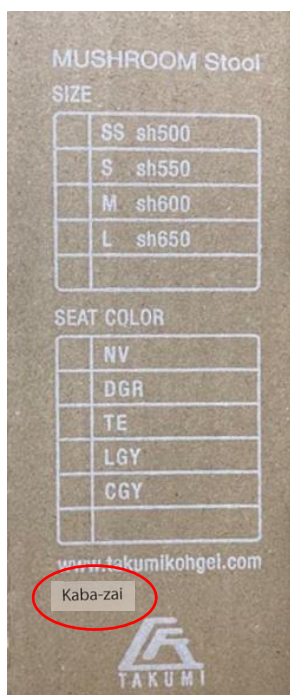 MUSHROOM Stool
SIZE
SS sh500
S sh550
M sh600
L sh650
SEAT COLOR
NV
DGR
TE
LGY
CGY
www.takumikohgei.com
Kaba-zai
TAKUMI